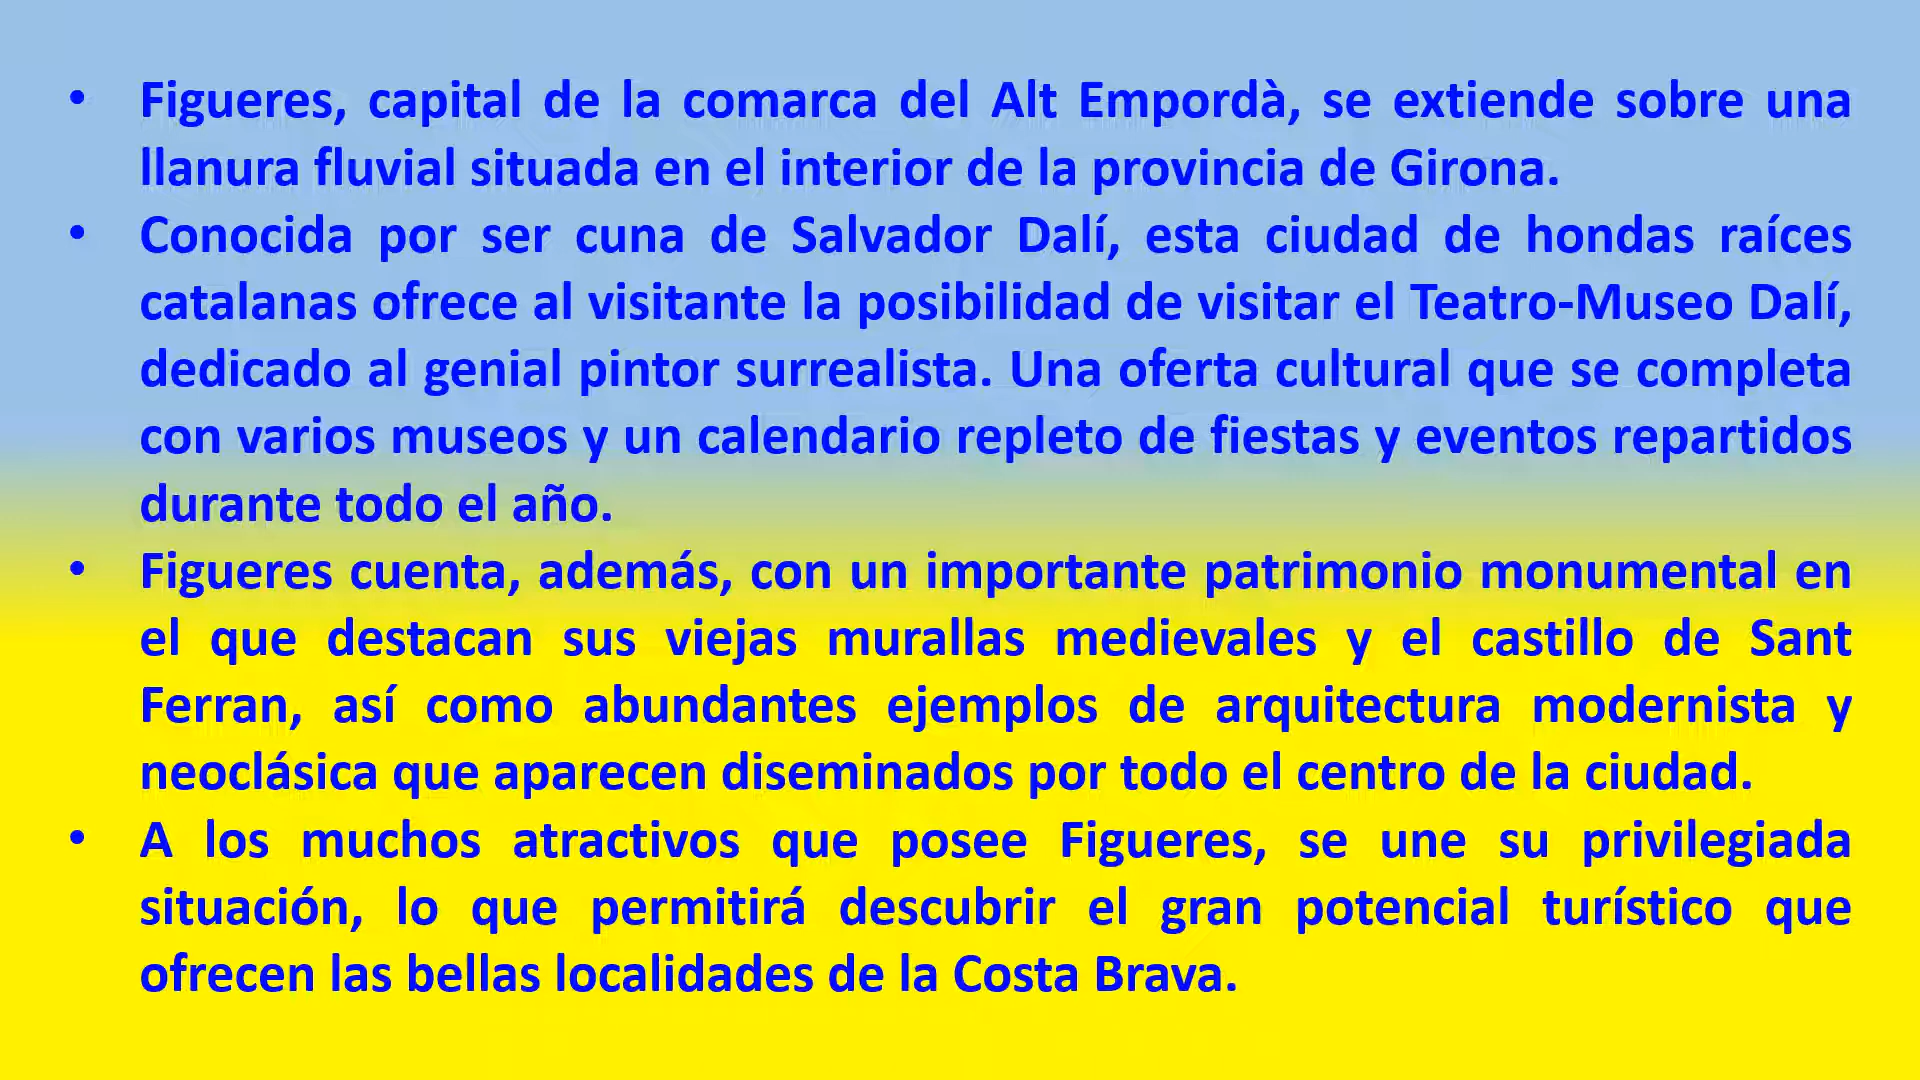 • Figueres, capital de la comarca del Alt Empordà, se extiende sobre una
llanura fluvial situada en el interior de la provincia de Girona.
• Conocida por ser cuna de Salvador Dalí, esta ciudad de hondas raíces
catalanas ofrece al visitante la posibilidad de visitar el Teatro-Museo Dalí,
dedicado al genial pintor surrealista. Una oferta cultural que se completa
con varios museos y un calendario repleto de fiestas y eventos repartidos
durante todo el año.
• Figueres cuenta, además, con un importante patrimonio monumental en
el que destacan sus viejas murallas medievales y el castillo de Sant
Ferran, así como abundantes ejemplos de arquitectura modernista y
neoclásica que aparecen diseminados por todo el centro de la ciudad.
• A los muchos atractivos que posee Figueres, se une su privilegiada
situación, lo que permitirá descubrir el gran potencial turístico que
ofrecen las bellas localidades de la Costa Brava.